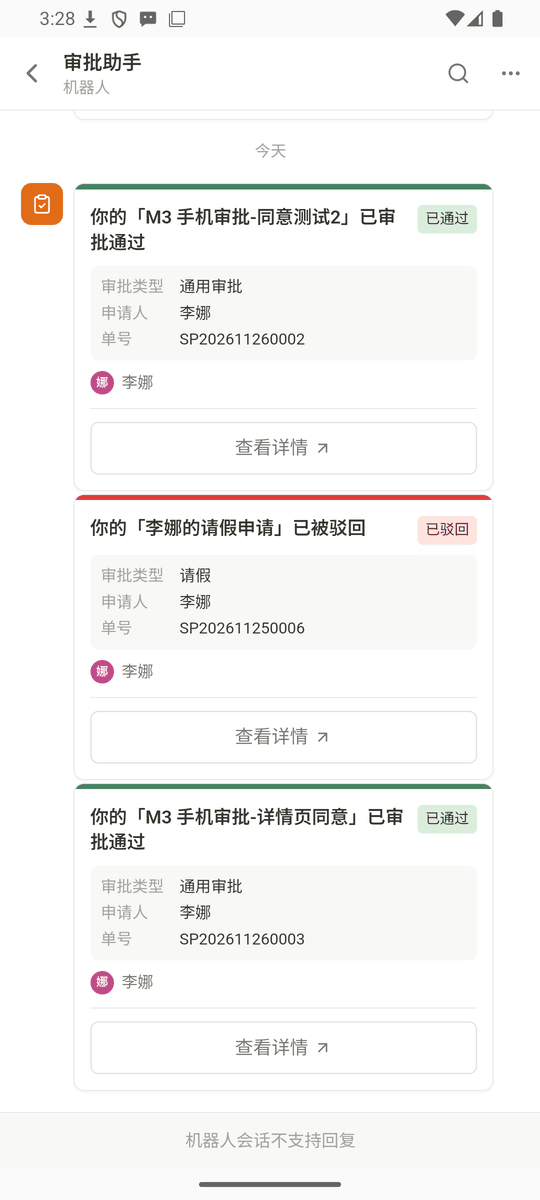 3:28
审批助手
机器人
今天
你的「M3 手机审批-同意测试2」已审
批通过
已通过
审批类型 通用审批
申请人 李娜
单号 SP202611260002
娜 李娜
查看详情
你的「李娜的请假申请」已被驳回
已驳回
审批类型 请假
申请人 李娜
单号 SP202611250006
娜 李娜
查看详情
你的「M3 手机审批-详情页同意」已审
批通过
已通过
审批类型 通用审批
申请人 李娜
单号 SP202611260003
娜 李娜
查看详情
机器人会话不支持回复